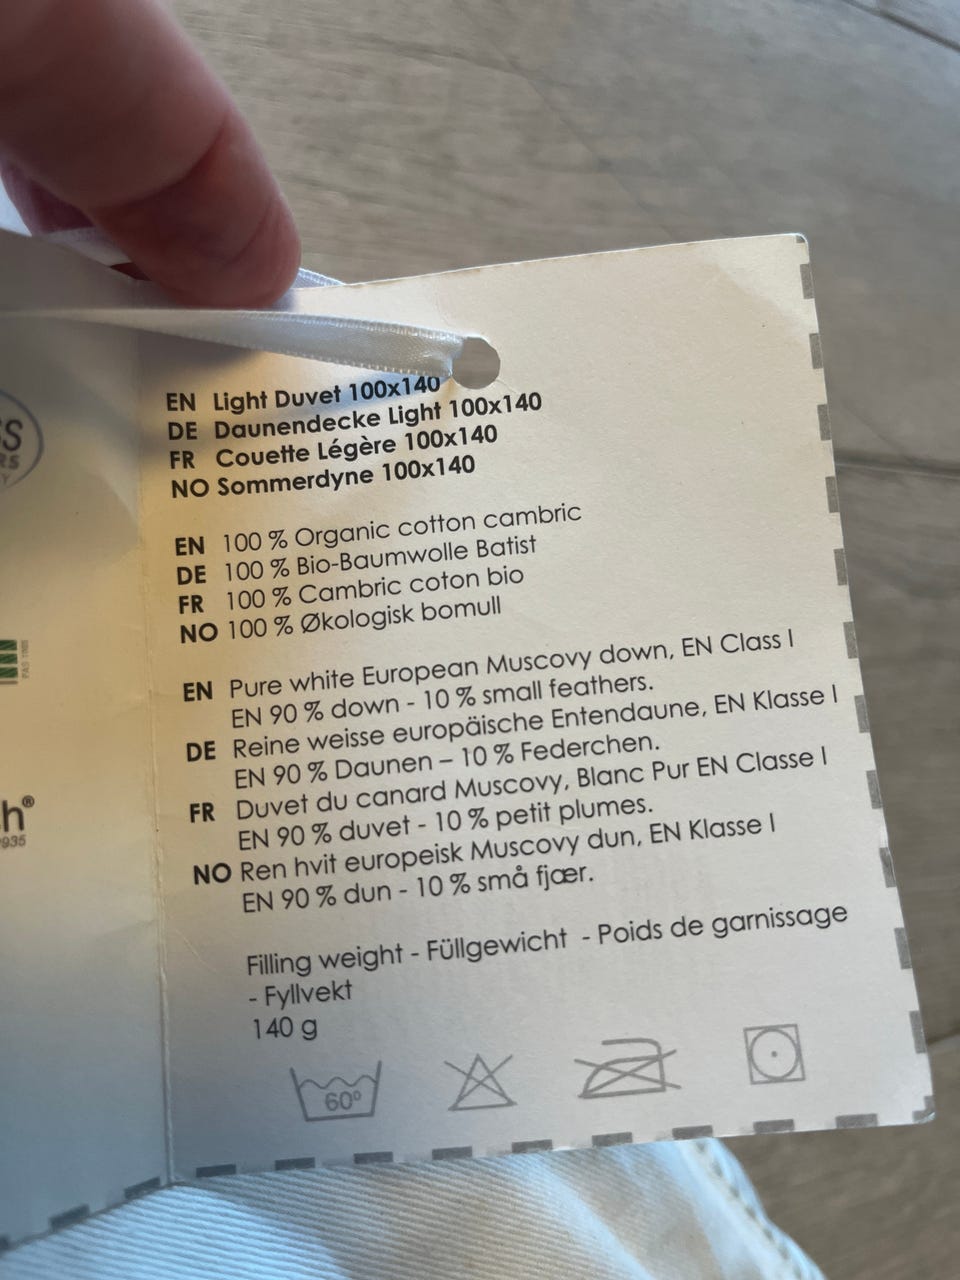 EN Light Duvet 100x140
DE Daunendecke Light 100x140
FR Couette Légère 100x140
NO Sommerdyne 100x140
EN 100 % Organic cotton cambric
DE 100 % Bio-Baumwolle Batist
FR 100 % Cambric coton bio
NO 100 % Økologisk bomull
EN Pure white European Muscovy down, EN Class I
EN 90 % down - 10 % small feathers.
DE Reine weisse europäische Entendaune, EN Klasse I
EN 90 % Daunen – 10 % Federchen.
FR Duvet du canard Muscovy, Blanc Pur EN Classe I
EN 90 % duvet - 10 % petit plumes.
NO Ren hvit europeisk Muscovy dun, EN Klasse I
EN 90 % dun - 10 % små fjær.
Filling weight - Füllgewicht - Poids de garnissage
- Fyllvekt
140 g
60°